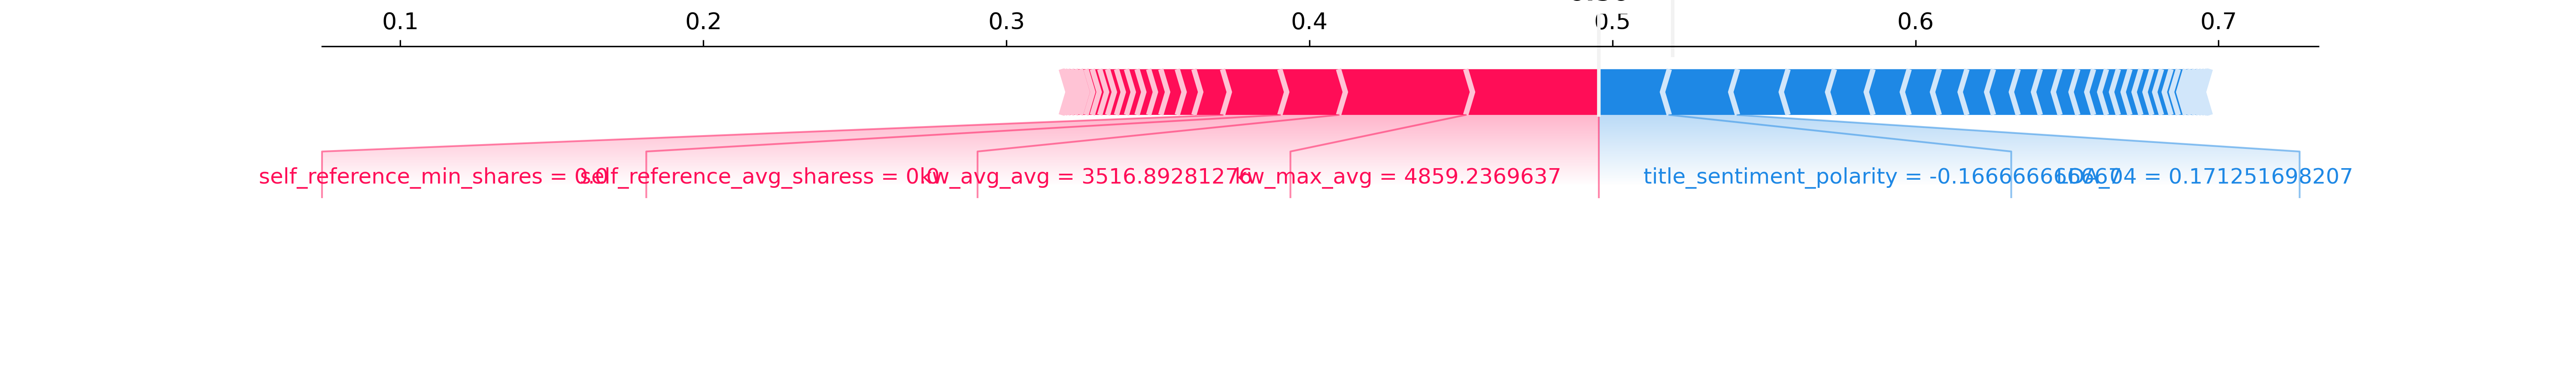 0.1 0.2 0.3 0.4 0.5 0.6 0.7
self_reference_min_shares = 0.0 self_reference_avg_sharess = 0.0 kw_avg_avg = 3516.89281276 kw_max_avg = 4859.2369637 title_sentiment_polarity = -0.166666666667 LDA_04 = 0.171251698207